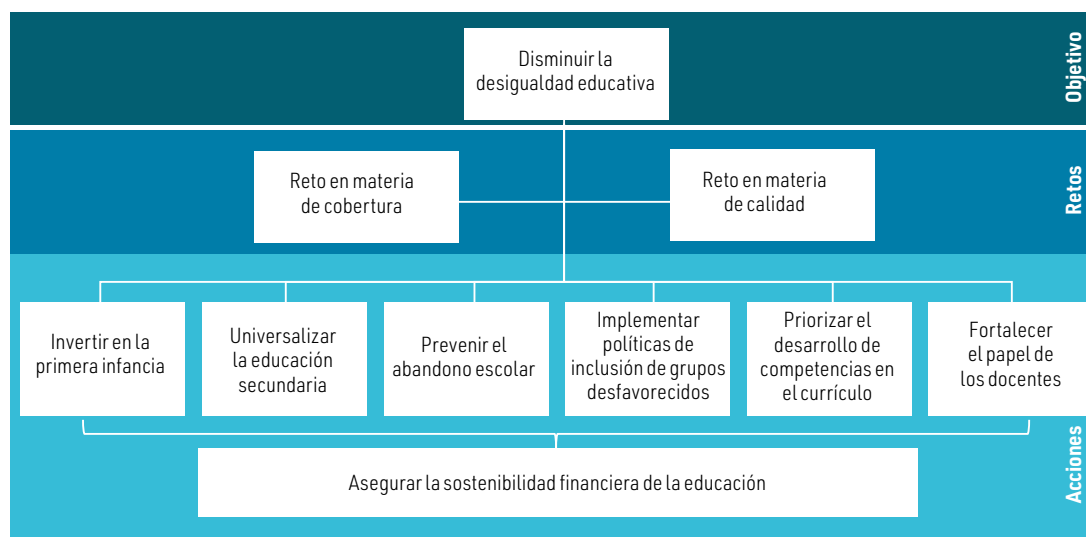 Disminuir la
desigualdad educativa
Objetivo
Reto en materia
de cobertura
Reto en materia
de calidad
Retos
Invertir en la
primera infancia
Universalizar
la educación
secundaria
Prevenir el
abandono escolar
Implementar
políticas de
inclusión de grupos
desfavorecidos
Priorizar el
desarrollo de
competencias en
el currículo
Fortalecer
el papel de
los docentes
Asegurar la sostenibilidad financiera de la educación
Acciones